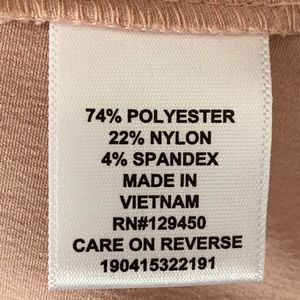 74% POLYESTER
22% NYLON
4% SPANDEX
MADE IN
VIETNAM
RN#129450
CARE ON REVERSE
190415322191